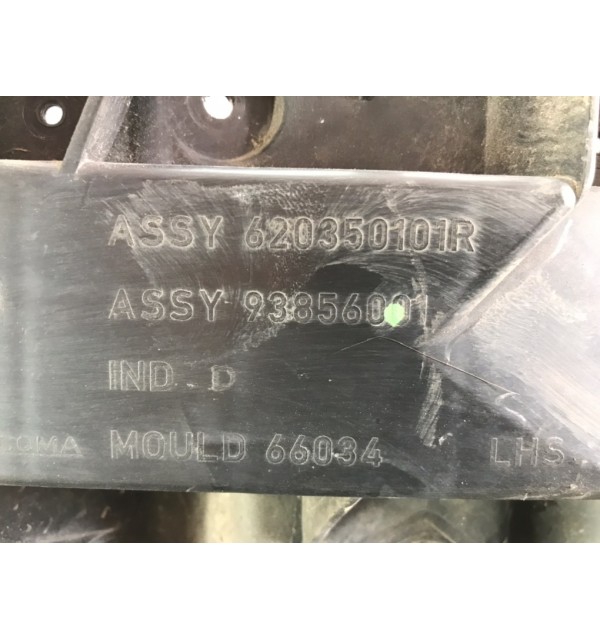 ASSY 620350101R
ASSY 93856001
IND D
MOULD 66034 LHS